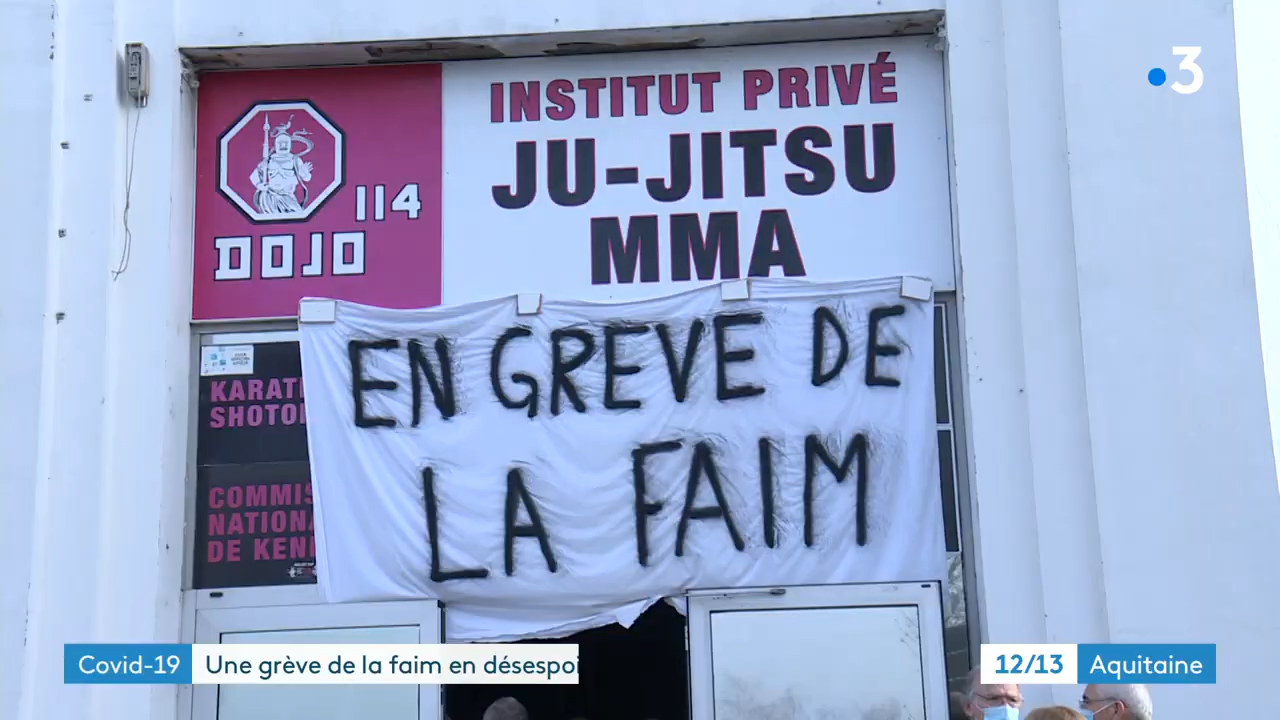 3
INSTITUT PRIVÉ
JU-JITSU
MMA
114
DOJO
EN GREVE DE
LA FAIM
KARAT
SHOTO
COMMIS
NATIONA
DE KEN
Covid-19
Une grève de la faim en désespoi
12/13
Aquitaine